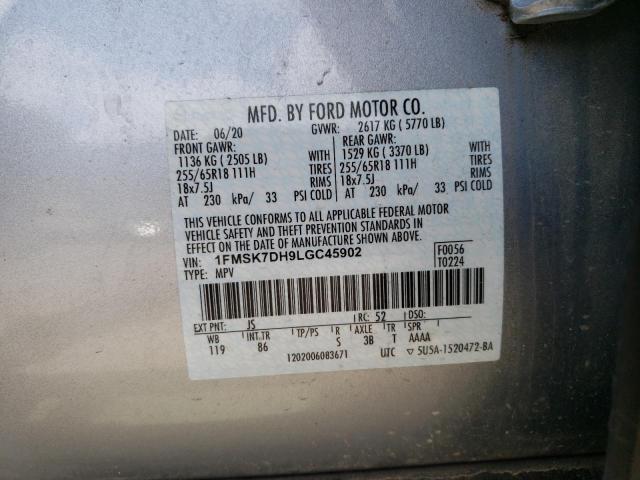 MFD. BY FORD MOTOR CO.
DATE: 06/20 GVWR: 2617 KG ( 5770 LB)
FRONT GAWR: REAR GAWR:
1136 KG ( 2505 LB) WITH 1529 KG ( 3370 LB) WITH
255/65R18 111H TIRES 255/65R18 111H TIRES
18x7.5J RIMS 18x7.5J RIMS
AT 230 kPa/ 33 PSI COLD AT 230 kPa/ 33 PSI COLD
THIS VEHICLE CONFORMS TO ALL APPLICABLE FEDERAL MOTOR
VEHICLE SAFETY AND THEFT PREVENTION STANDARDS IN
EFFECT ON THE DATE OF MANUFACTURE SHOWN ABOVE.
VIN: 1FMSK7DH9LGC45902 F0056
TYPE: MPV T0224
EXT PNT: JS RC: 52 DSO:
WB INT.TR TP/PS R AXLE TR SPR
119 86 S 3B T AAAA
1202006083671 UTC ▽ 5USA-1520472-BA